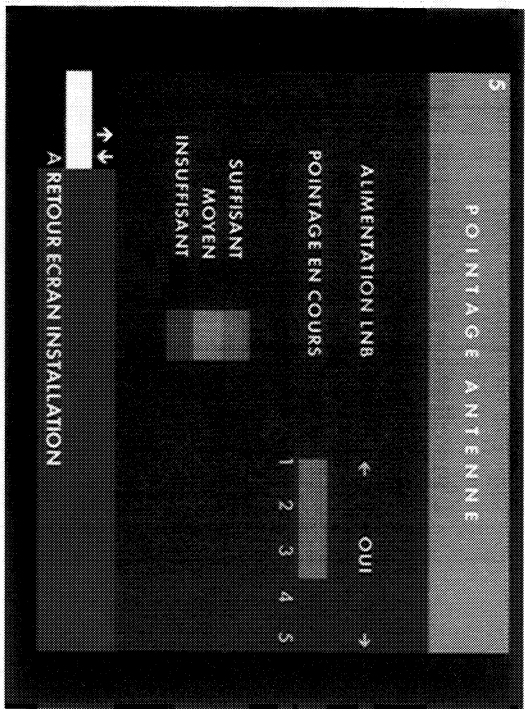 5 POINTAGE ANTENNE
ALIMENTATION LNB ← OUI →
POINTAGE EN COURS
1 2 3 4 5
SUFFISANT
MOYEN
INSUFFISANT
↑↓
A RETOUR ECRAN INSTALLATION